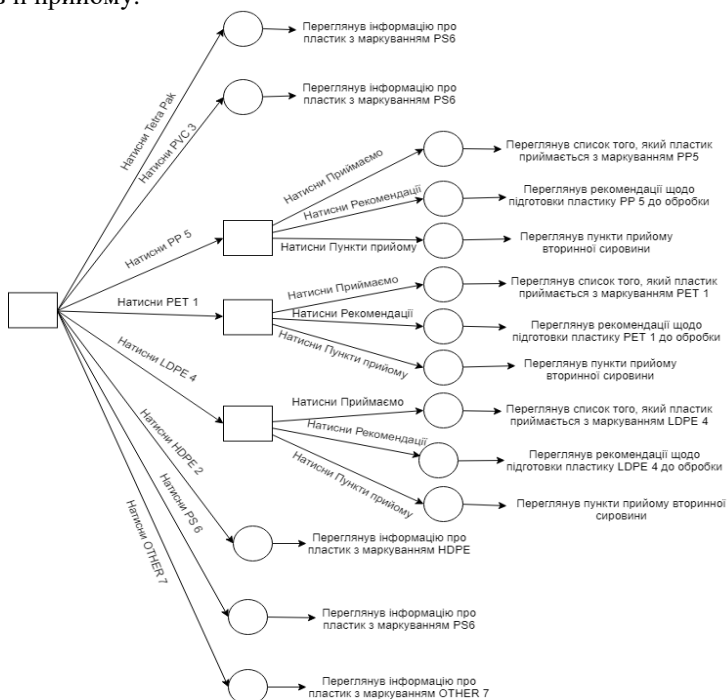 її прийому.
Натисни Tetra Pak
Переглянув інформацію про
пластик з маркуванням PS6
Натисни PVC 3
Переглянув інформацію про
пластик з маркуванням PS6
Натисни PP 5
Натисни Приймаємо
Переглянув список того, який пластик
приймається з маркуванням PP5
Натисни Рекомендації
Переглянув рекомендації щодо
підготовки пластику PP 5 до обробки
Натисни Пункти прийому
Переглянув пункти прийому
вторинної сировини
Натисни PET 1
Натисни Приймаємо
Переглянув список того, який пластик
приймається з маркуванням PET 1
Натисни Рекомендації
Переглянув рекомендації щодо
підготовки пластику PET 1 до обробки
Натисни Пункти прийому
Переглянув пункти прийому
вторинної сировини
Натисни LDPE 4
Натисни Приймаємо
Переглянув список того, який пластик
приймається з маркуванням LDPE 4
Натисни Рекомендації
Переглянув рекомендації щодо
підготовки пластику LDPE 4 до обробки
Натисни Пункти прийому
Переглянув пункти прийому вторинної
сировини
Натисни HDPE 2
Переглянув інформацію про
пластик з маркуванням HDPE
Натисни PS 6
Переглянув інформацію про
пластик з маркуванням PS6
Натисни OTHER 7
Переглянув інформацію про
пластик з маркуванням OTHER 7